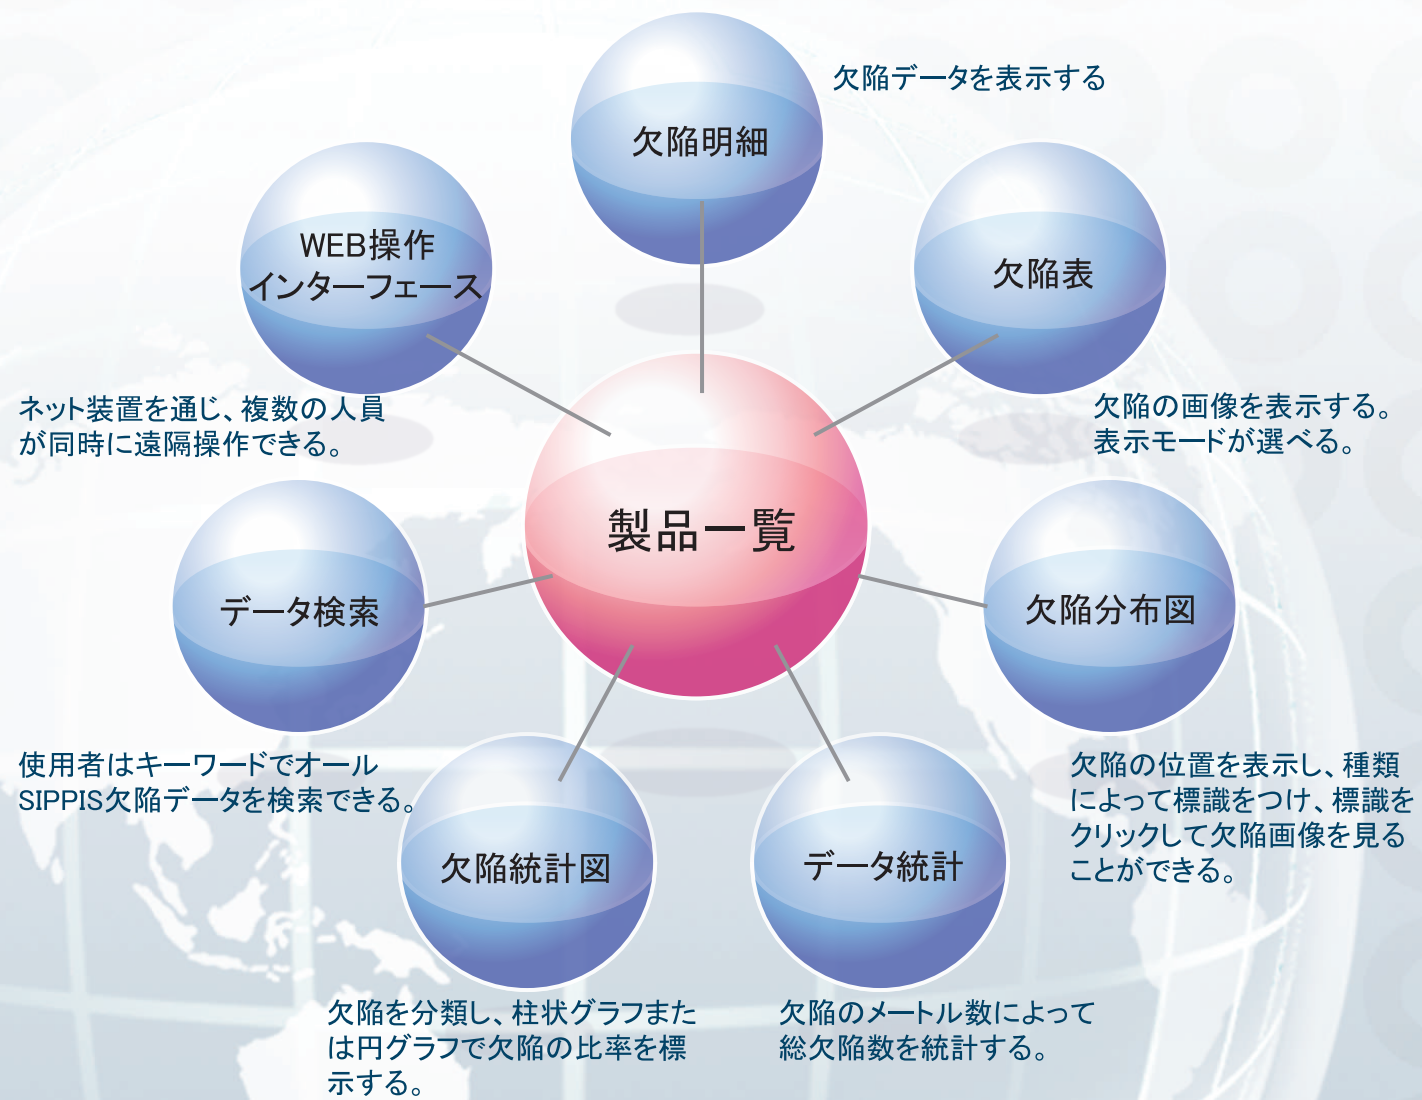 欠陥明細
欠陥データを表示する
WEB操作
インターフェース
ネット装置を通じ、複数の人員
が同時に遠隔操作できる。
欠陥表
欠陥の画像を表示する。
表示モードが選べる。
製品一覧
データ検索
使用者はキーワードでオール
SIPPIS欠陥データを検索できる。
欠陥分布図
欠陥の位置を表示し、種類
によって標識をつけ、標識を
クリックして欠陥画像を見る
ことができる。
欠陥統計図
欠陥を分類し、柱状グラフまた
は円グラフで欠陥の比率を標
示する。
データ統計
欠陥のメートル数によって
総欠陥数を統計する。